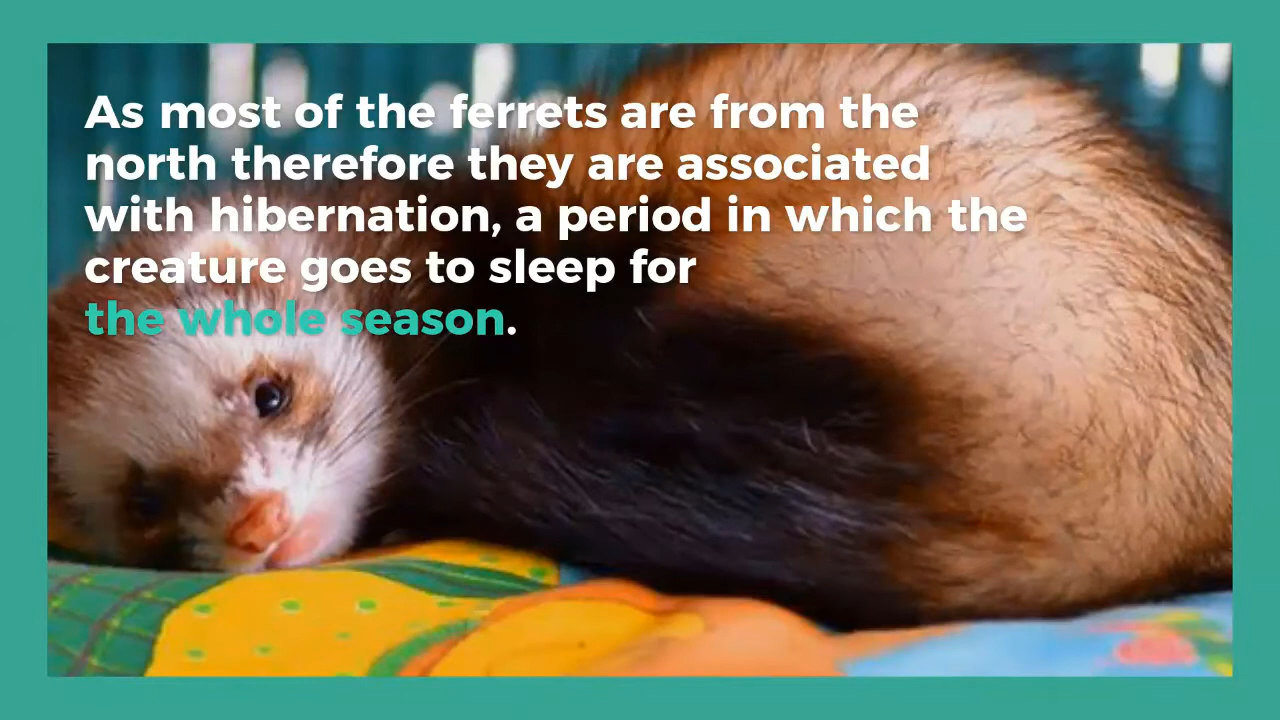 As most of the ferrets are from the
north therefore they are associated
with hibernation, a period in which the
creature goes to sleep for
the whole season.